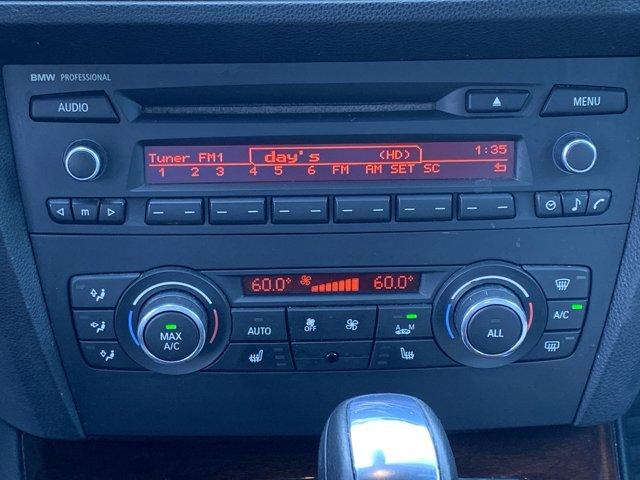 BMW PROFESSIONAL
AUDIO
MENU
Tuner FM1 day's (HD) 1:35
1 2 3 4 5 6 FM AM SET SC
m
60.0° 60.0°
MAX A/C
AUTO
OFF
M
ALL
A/C